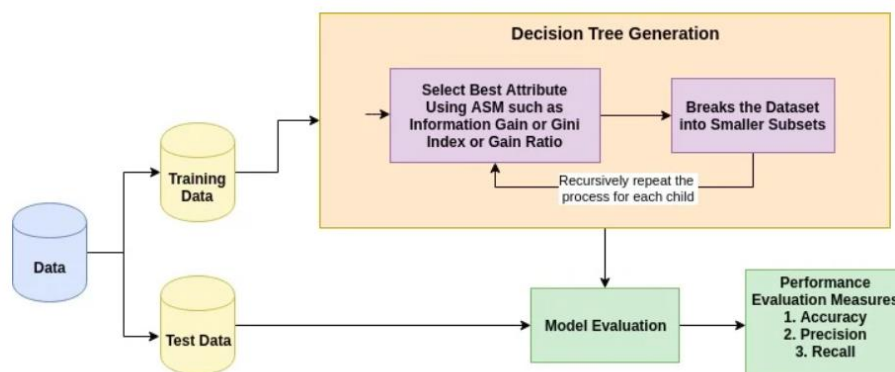 Decision Tree Generation
Select Best Attribute
Using ASM such as
Information Gain or Gini
Index or Gain Ratio
Breaks the Dataset
into Smaller Subsets
Recursively repeat the
process for each child
Training
Data
Data
Test Data
Model Evaluation
Performance
Evaluation Measures
1. Accuracy
2. Precision
3. Recall